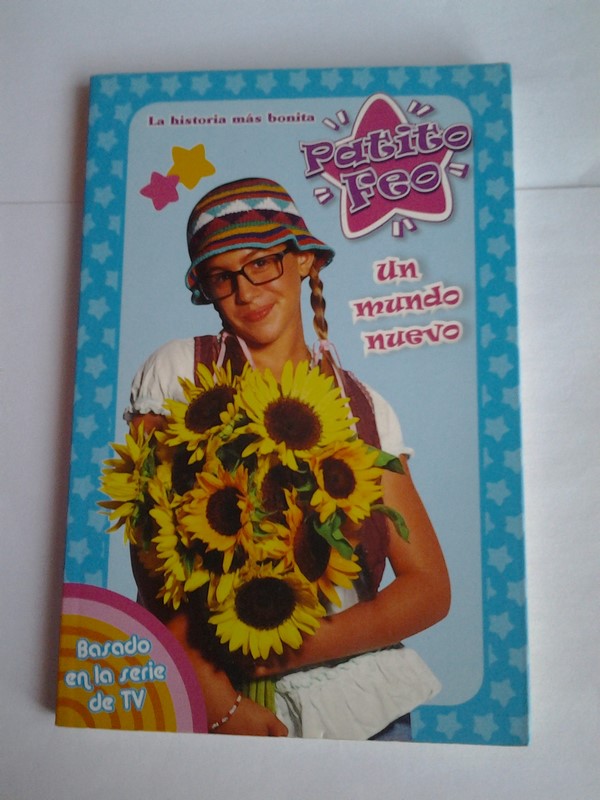 La historia más bonita
Patito
Feo
Un
mundo
nuevo
Basado
en la serie
de TV